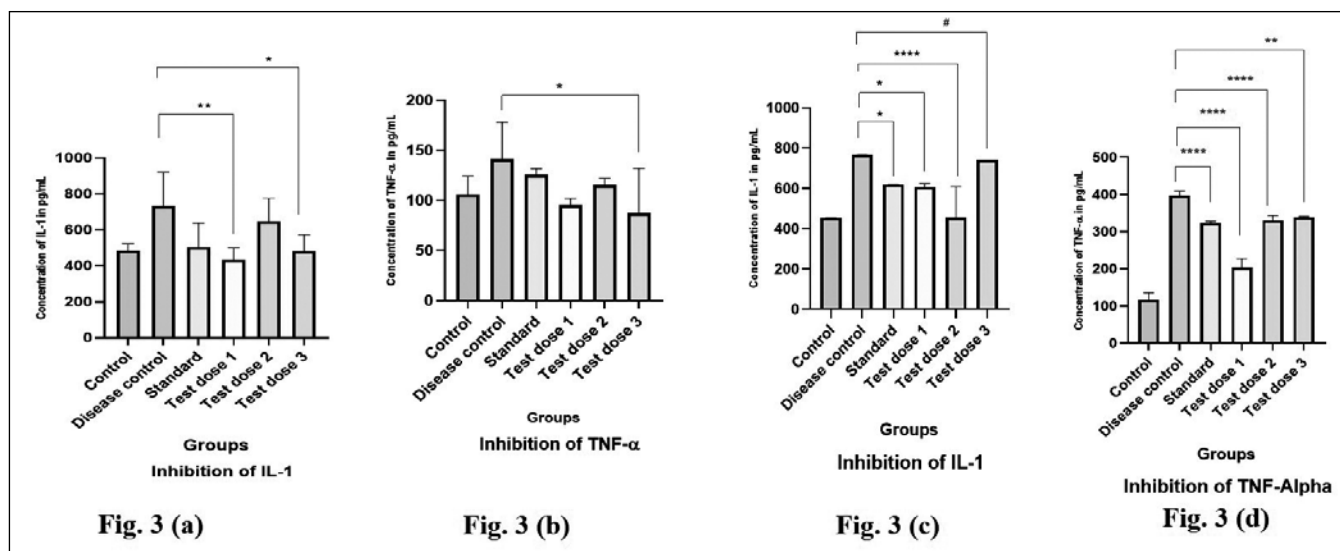 *
**
Concentration of IL-1 in pg/mL
1000
800
600
400
200
0
Control
Disease control
Standard
Test dose 1
Test dose 2
Test dose 3
Groups
Inhibition of IL-1
Fig. 3 (a)
*
Concentration of TNF-α in pg/mL
200
150
100
50
0
Control
Disease control
Standard
Test dose 1
Test dose 2
Test dose 3
Groups
Inhibition of TNF-α
Fig. 3 (b)
#
****
*
*
Concentration of IL-1 in pg/mL
1000
800
600
400
200
0
Control
Disease control
Standard
Test dose 1
Test dose 2
Test dose 3
Groups
Inhibition of IL-1
Fig. 3 (c)
**
****
****
****
Concentration of TNF-α in pg/mL
500
400
300
200
100
0
Control
Disease control
Standard
Test dose 1
Test dose 2
Test dose 3
Groups
Inhibition of TNF-Alpha
Fig. 3 (d)